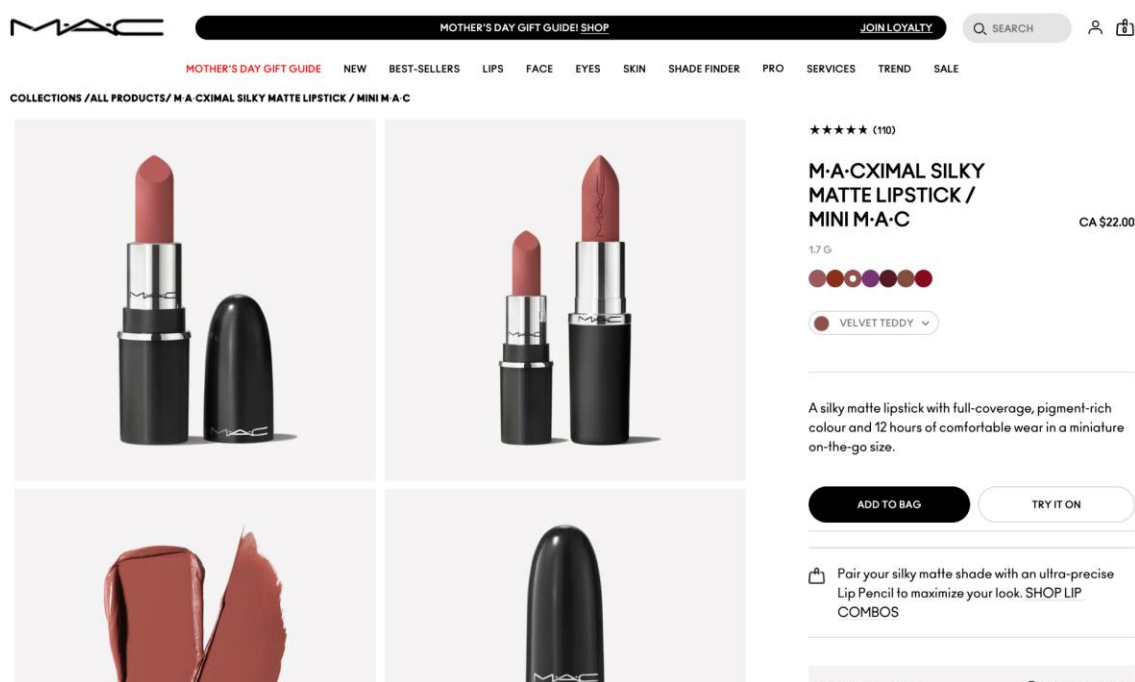 M·A·C
MOTHER'S DAY GIFT GUIDE! SHOP
JOIN LOYALTY
SEARCH
0
MOTHER'S DAY GIFT GUIDE NEW BEST-SELLERS LIPS FACE EYES SKIN SHADE FINDER PRO SERVICES TREND SALE
COLLECTIONS /ALL PRODUCTS/ M·A·CXIMAL SILKY MATTE LIPSTICK / MINI M·A·C
M·A·C
M·A·C
M·A·C
M·A·C
M·A·C
M·A·C
★★★★★ (110)
M·A·CXIMAL SILKY
MATTE LIPSTICK /
MINI M·A·C
CA $22.00
1.7 G
VELVET TEDDY
A silky matte lipstick with full-coverage, pigment-rich
colour and 12 hours of comfortable wear in a miniature
on-the-go size.
ADD TO BAG
TRY IT ON
Pair your silky matte shade with an ultra-precise
Lip Pencil to maximize your look. SHOP LIP
COMBOS